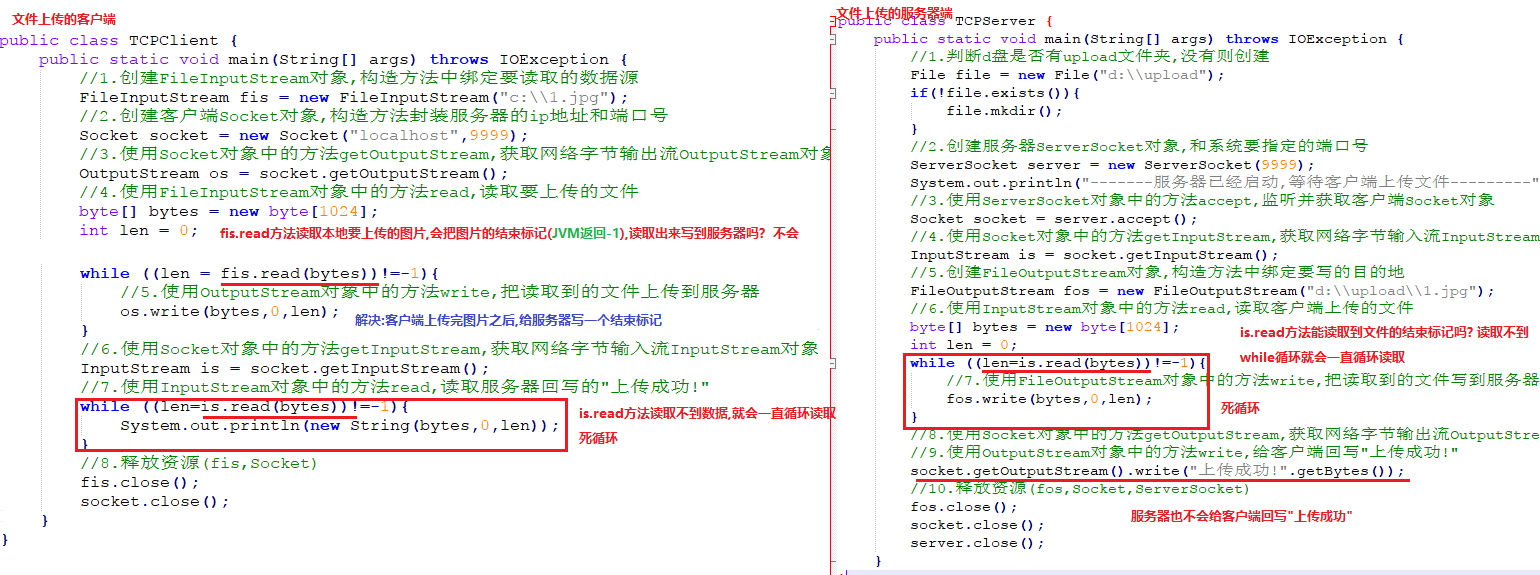 文件上传的客户端
public class TCPClient {
public static void main(String[] args) throws IOException {
//1.创建FileInputStream对象,构造方法中绑定要读取的数据源
FileInputStream fis = new FileInputStream("c:\\1.jpg");
//2.创建客户端Socket对象,构造方法封装服务器的ip地址和端口号
Socket socket = new Socket("localhost",9999);
//3.使用Socket对象中的方法getOutputStream,获取网络字节输出流OutputStream对象
OutputStream os = socket.getOutputStream();
//4.使用FileInputStream对象中的方法read,读取要上传的文件
byte[] bytes = new byte[1024];
int len = 0;
fis.read方法读取本地要上传的图片,会把图片的结束标记(JVM返回-1),读取出来写到服务器吗? 不会
while ((len = fis.read(bytes))!=-1){
//5.使用OutputStream对象中的方法write,把读取到的文件上传到服务器
os.write(bytes,0,len);
解决:客户端上传完图片之后,给服务器写一个结束标记
}
//6.使用Socket对象中的方法getInputStream,获取网络字节输入流InputStream对象
InputStream is = socket.getInputStream();
//7.使用InputStream对象中的方法read,读取服务器回写的"上传成功!"
while ((len=is.read(bytes))!=-1){
System.out.println(new String(bytes,0,len));
}
is.read方法读取不到数据,就会一直循环读取
死循环
//8.释放资源(fis,Socket)
fis.close();
socket.close();
}
}
文件上传的服务器端
public class TCPServer {
public static void main(String[] args) throws IOException {
//1.判断d盘是否有upload文件夹,没有则创建
File file = new File("d:\\upload");
if(!file.exists()){
file.mkdir();
}
//2.创建服务器ServerSocket对象,和系统要指定的端口号
ServerSocket server = new ServerSocket(9999);
System.out.println("-------服务器已经启动,等待客户端上传文件---------"
//3.使用ServerSocket对象中的方法accept,监听并获取客户端Socket对象
Socket socket = server.accept();
//4.使用Socket对象中的方法getInputStream,获取网络字节输入流InputStream
InputStream is = socket.getInputStream();
//5.创建FileOutputStream对象,构造方法中绑定要写的目的地
FileOutputStream fos = new FileOutputStream("d:\\upload\\1.jpg");
//6.使用InputStream对象中的方法read,读取客户端上传的文件
byte[] bytes = new byte[1024];
int len = 0;
is.read方法能读取到文件的结束标记吗? 读取不到
while循环就会一直循环读取
while ((len=is.read(bytes))!=-1){
//7.使用FileOutputStream对象中的方法write,把读取到的文件写到服务器
fos.write(bytes,0,len);
死循环
}
//8.使用Socket对象中的方法getOutputStream,获取网络字节输出流OutputStre
//9.使用OutputStream对象中的方法write,给客户端回写"上传成功!"
socket.getOutputStream().write("上传成功!".getBytes());
//10.释放资源(fos,Socket,ServerSocket)
fos.close();
服务器也不会给客户端回写"上传成功"
socket.close();
server.close();
}